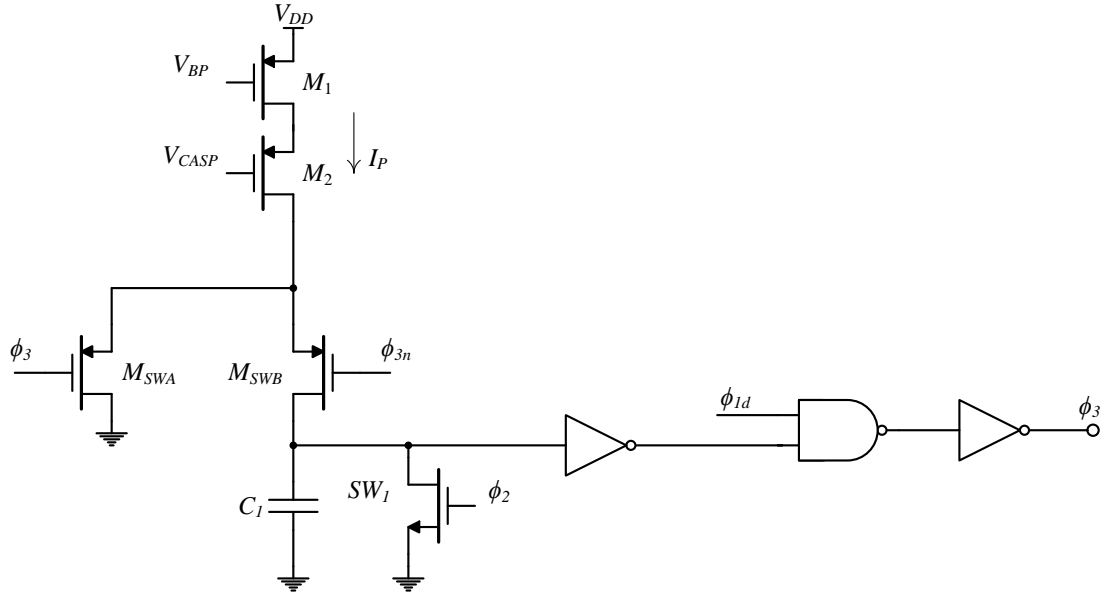 V_DD
V_BP
M_1
V_CASP
M_2
I_P
ϕ_3
M_SWA
M_SWB
ϕ_3n
ϕ_1d
ϕ_3
C_1
SW_1
ϕ_2